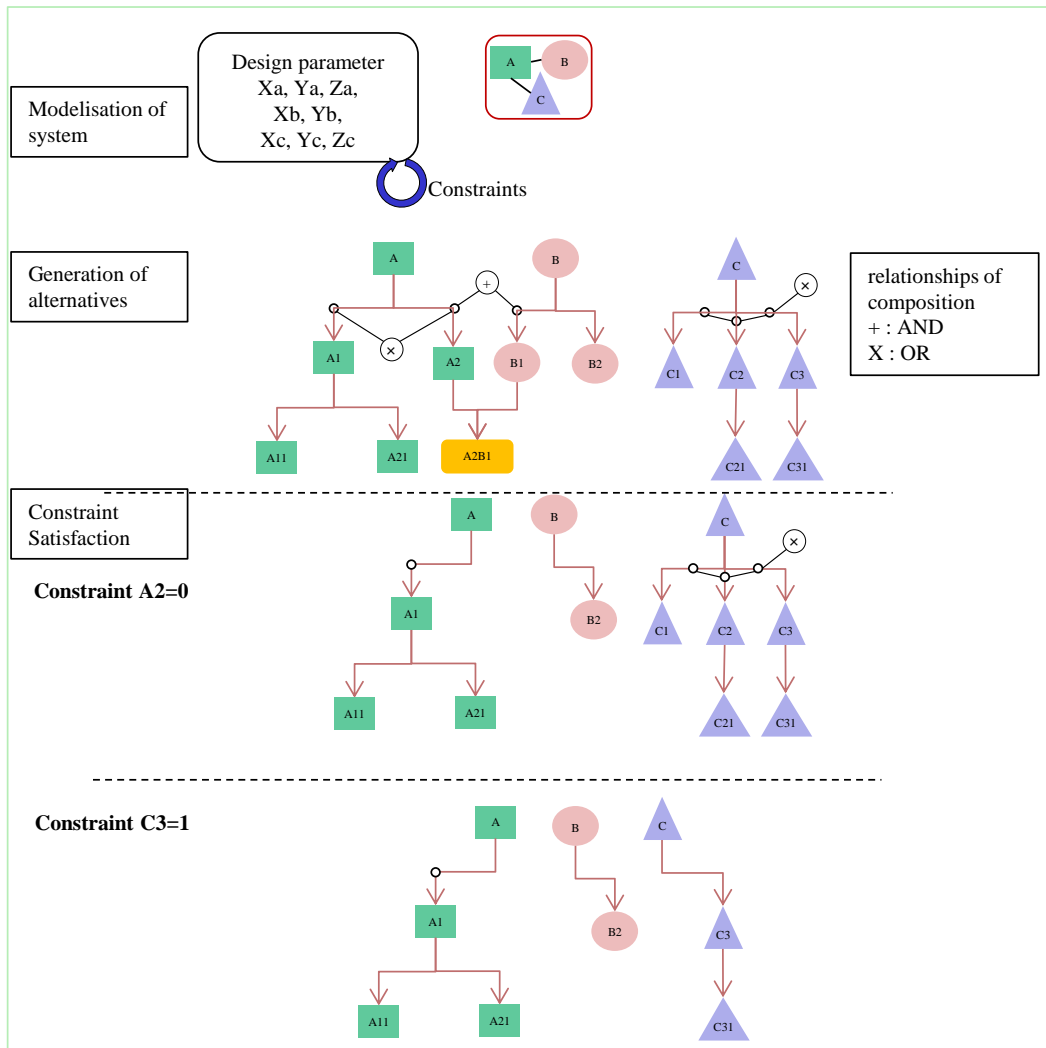 Modelisation of
system
Design parameter
Xa, Ya, Za,
Xb, Yb,
Xc, Yc, Zc
A
B
C
Constraints
Generation of
alternatives
A
B
C
+
×
×
A1
A2
B1
B2
C1
C2
C3
A11
A21
A2B1
C21
C31
relationships of
composition
+ : AND
X : OR
Constraint
Satisfaction
Constraint A2=0
A
B
C
×
A1
B2
C1
C2
C3
A11
A21
C21
C31
Constraint C3=1
A
B
C
A1
B2
C3
A11
A21
C31